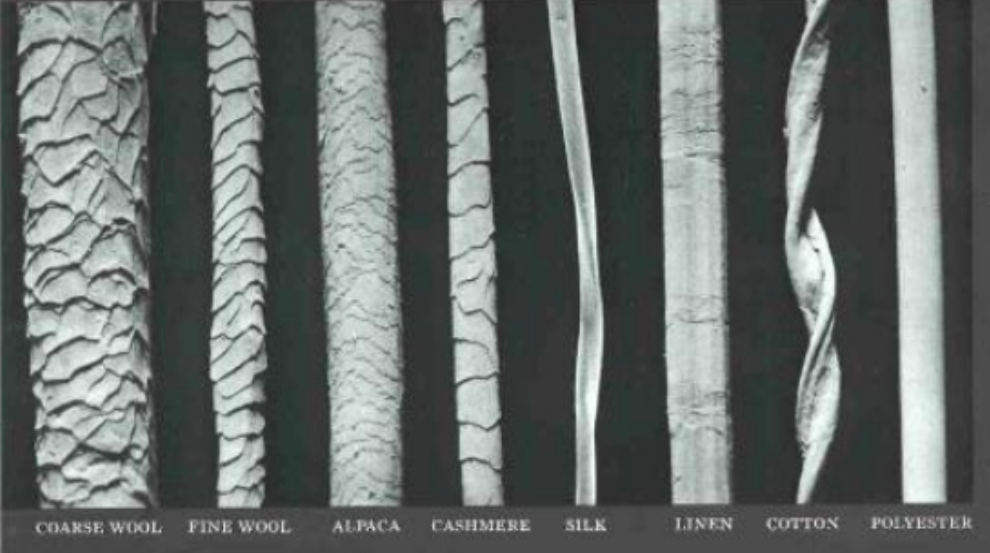 COARSE WOOL FINE WOOL ALPACA CASHMERE SILK LINEN COTTON POLYESTER